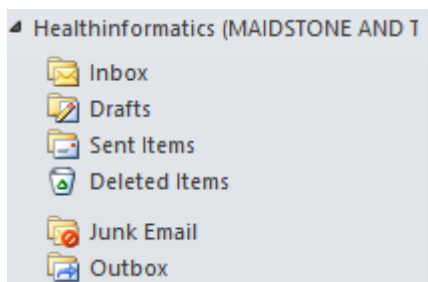 Healthinformatics (MAIDSTONE AND T
Inbox
Drafts
Sent Items
Deleted Items
Junk Email
Outbox